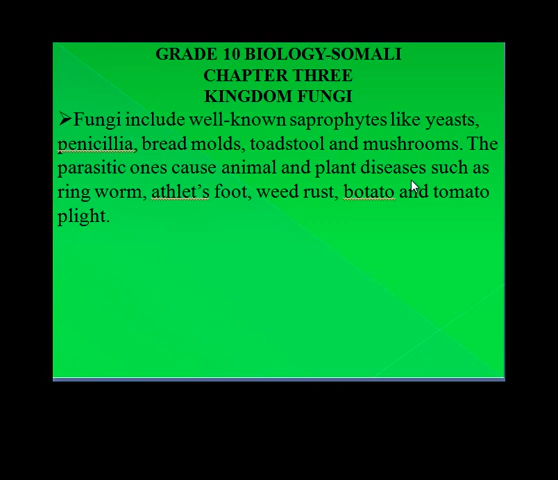 GRADE 10 BIOLOGY-SOMALI
CHAPTER THREE
KINGDOM FUNGI
➢Fungi include well-known saprophytes like yeasts,
penicillia, bread molds, toadstool and mushrooms. The
parasitic ones cause animal and plant diseases such as
ring worm, athlet’s foot, weed rust, botato and tomato
plight.